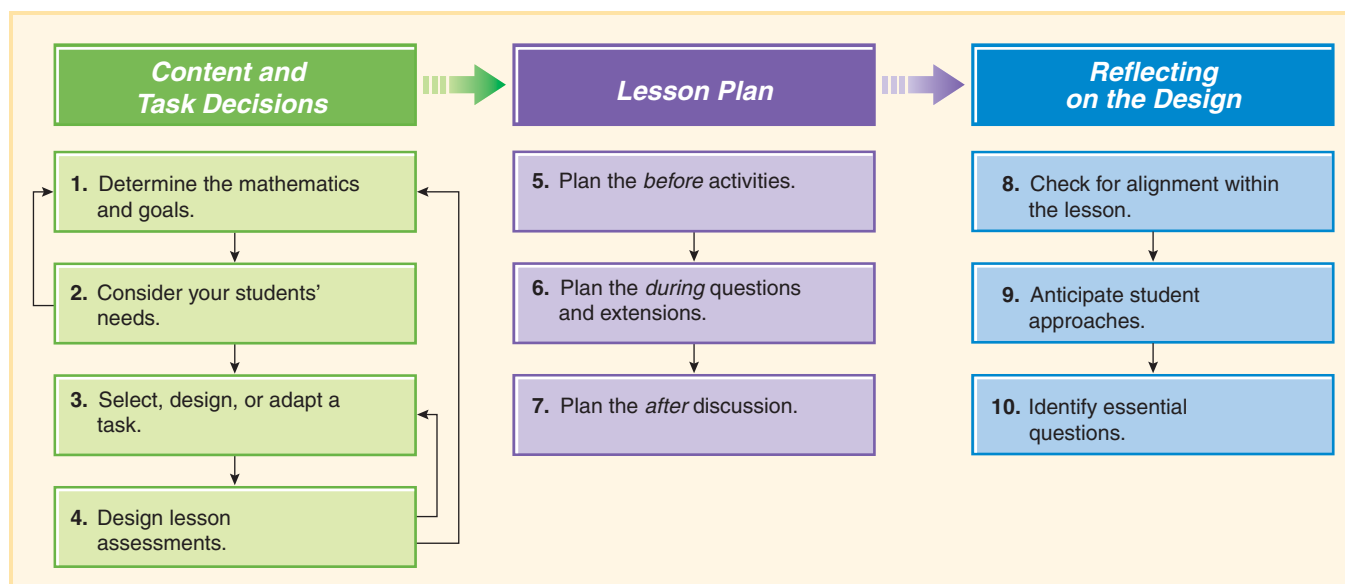 Content and
Task Decisions
1. Determine the mathematics
and goals.
2. Consider your students'
needs.
3. Select, design, or adapt a
task.
4. Design lesson
assessments.
Lesson Plan
5. Plan the before activities.
6. Plan the during questions
and extensions.
7. Plan the after discussion.
Reflecting
on the Design
8. Check for alignment within
the lesson.
9. Anticipate student
approaches.
10. Identify essential
questions.